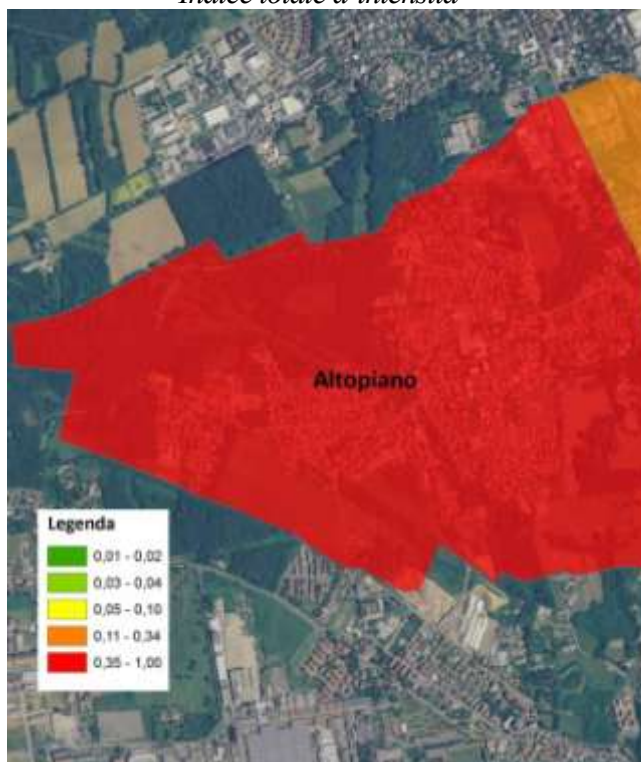 Indice totale d'intensità
Altopiano
Legenda
0,01 - 0,02
0,03 - 0,04
0,05 - 0,10
0,11 - 0,34
0,35 - 1,00